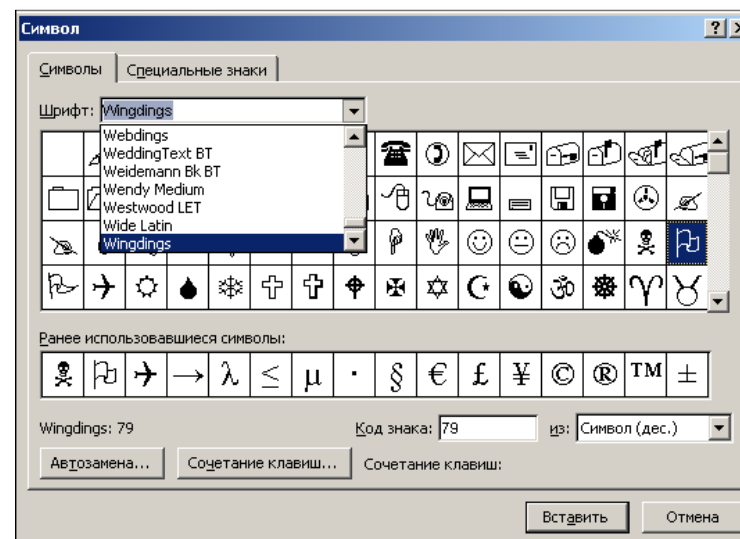 Символ
Символы Специальные знаки
Шрифт: Wingdings
Webdings
WeddingText BT
Weidemann Bk BT
Wendy Medium
Westwood LET
Wide Latin
Wingdings
Ранее использовавшиеся символы:
→ λ ≤ μ · § € £ ¥ © ® ™ ±
Wingdings: 79 Код знака: 79 из: Символ (дес.)
Автозамена... Сочетание клавиш... Сочетание клавиш:
Вставить Отмена